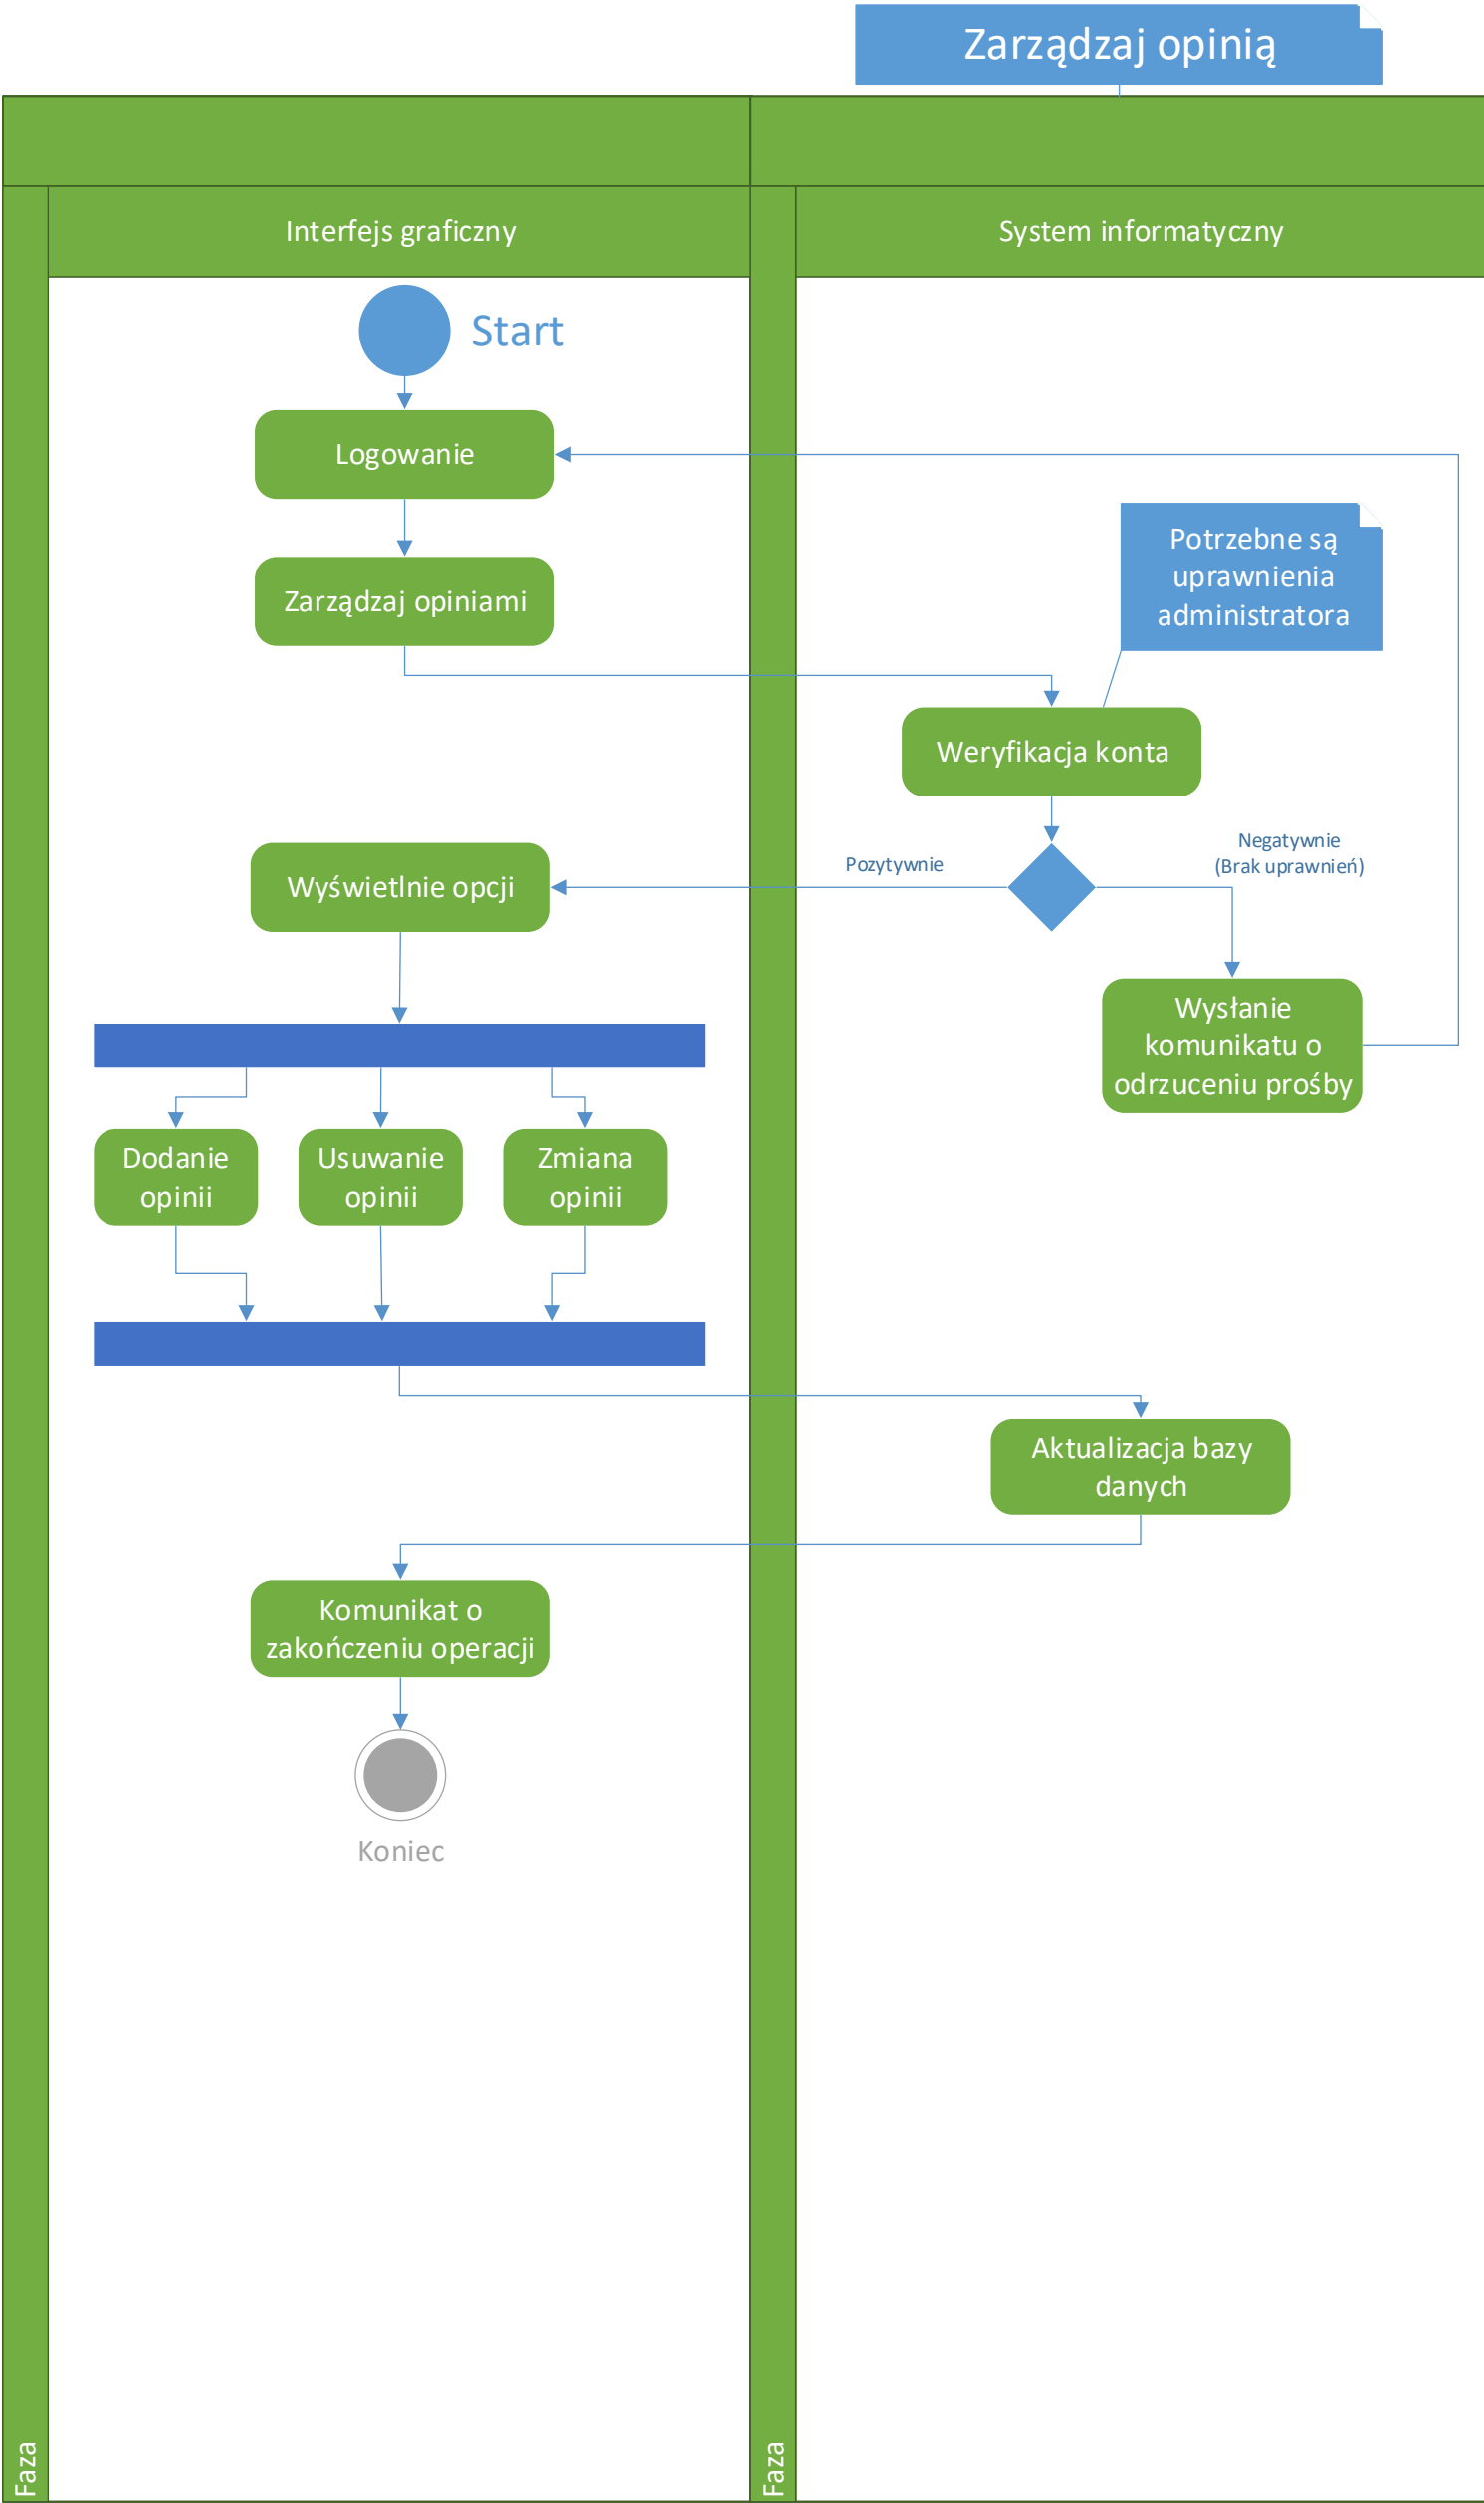 Zarządzaj opinią
Interfejs graficzny
System informatyczny
Start
Logowanie
Potrzebne są
uprawnienia
administratora
Zarządzaj opiniami
Weryfikacja konta
Negatywnie
(Brak uprawnień)
Pozytywnie
Wyświetlnie opcji
Wysłanie
komunikatu o
odrzuceniu prośby
Dodanie
opinii
Usuwanie
opinii
Zmiana
opinii
Aktualizacja bazy
danych
Komunikat o
zakończeniu operacji
Koniec
Faza
Faza